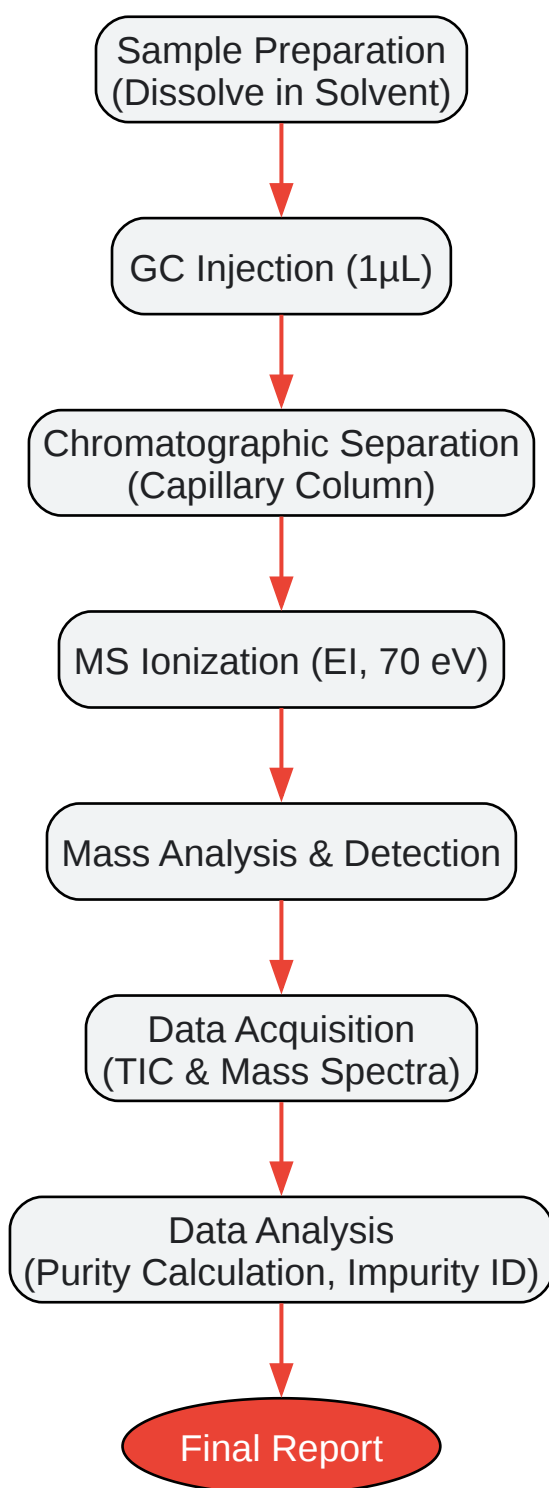 Sample Preparation
(Dissolve in Solvent)
GC Injection (1µL)
Chromatographic Separation
(Capillary Column)
MS Ionization (EI, 70 eV)
Mass Analysis & Detection
Data Acquisition
(TIC & Mass Spectra)
Data Analysis
(Purity Calculation, Impurity ID)
Final Report